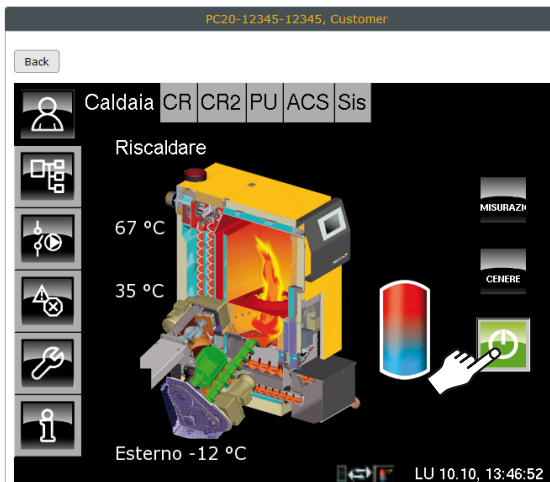 PC20-12345-12345, Customer
Back
Caldaia CR CR2 PU ACS Sis
Riscaldare
MISURAZI
67 °C
CENERE
35 °C
Esterno -12 °C
LU 10.10, 13:46:52